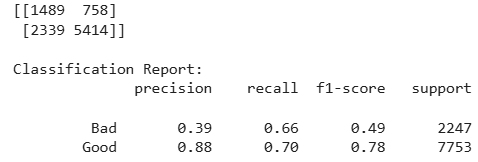 [[1489  758]
 [2339 5414]]
Classification Report:
              precision    recall  f1-score   support
         Bad       0.39      0.66      0.49      2247
        Good       0.88      0.70      0.78      7753